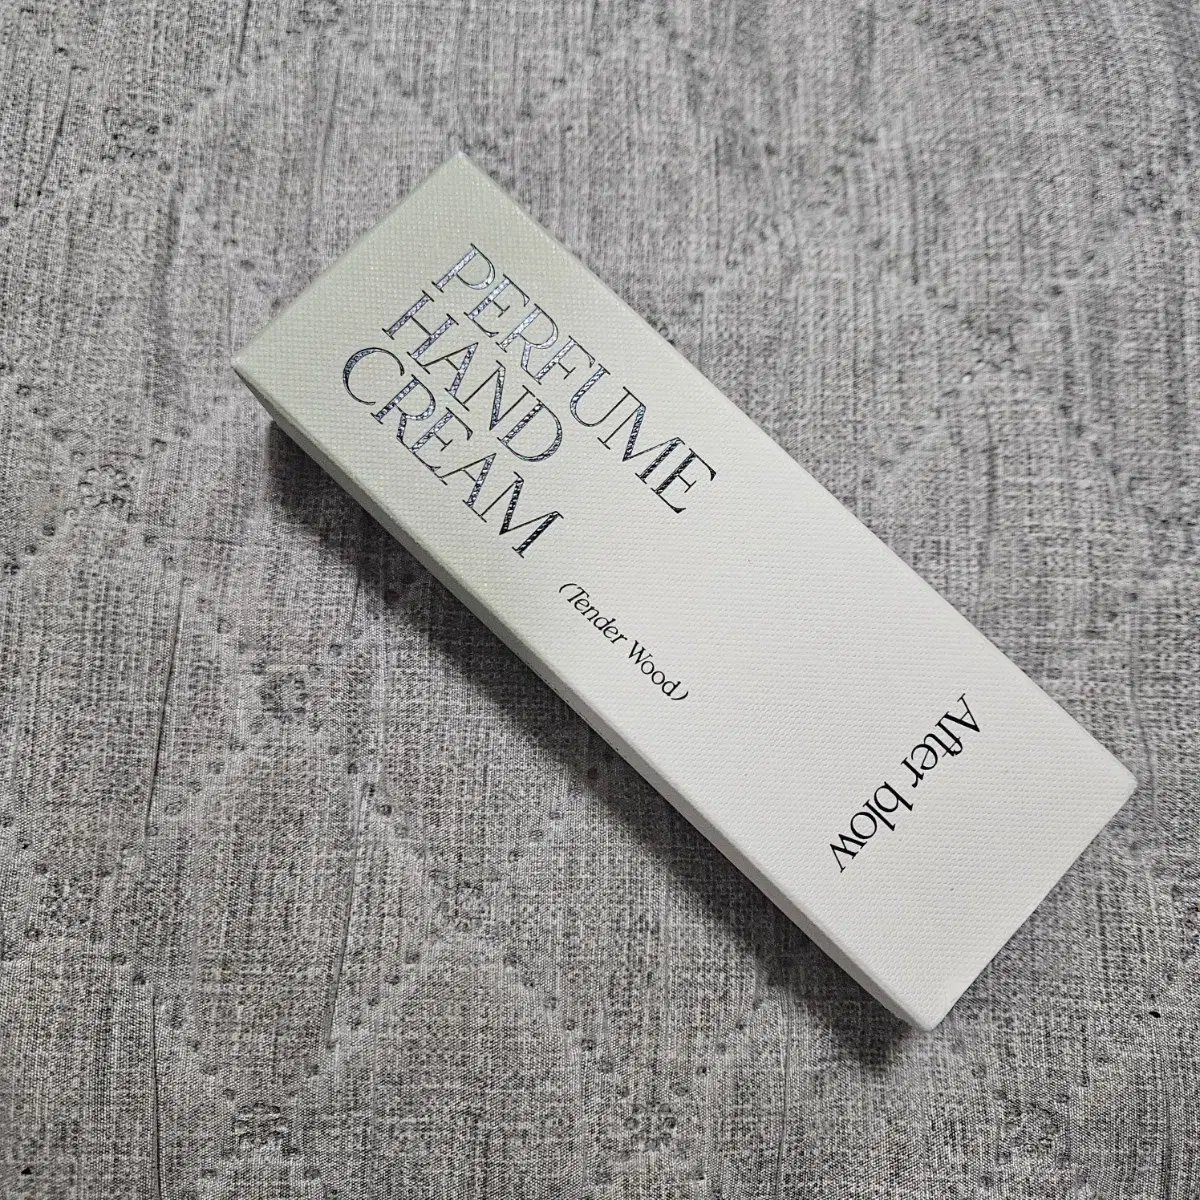 PERFUME
HAND
CREAM
(Tender Wood)
After blow